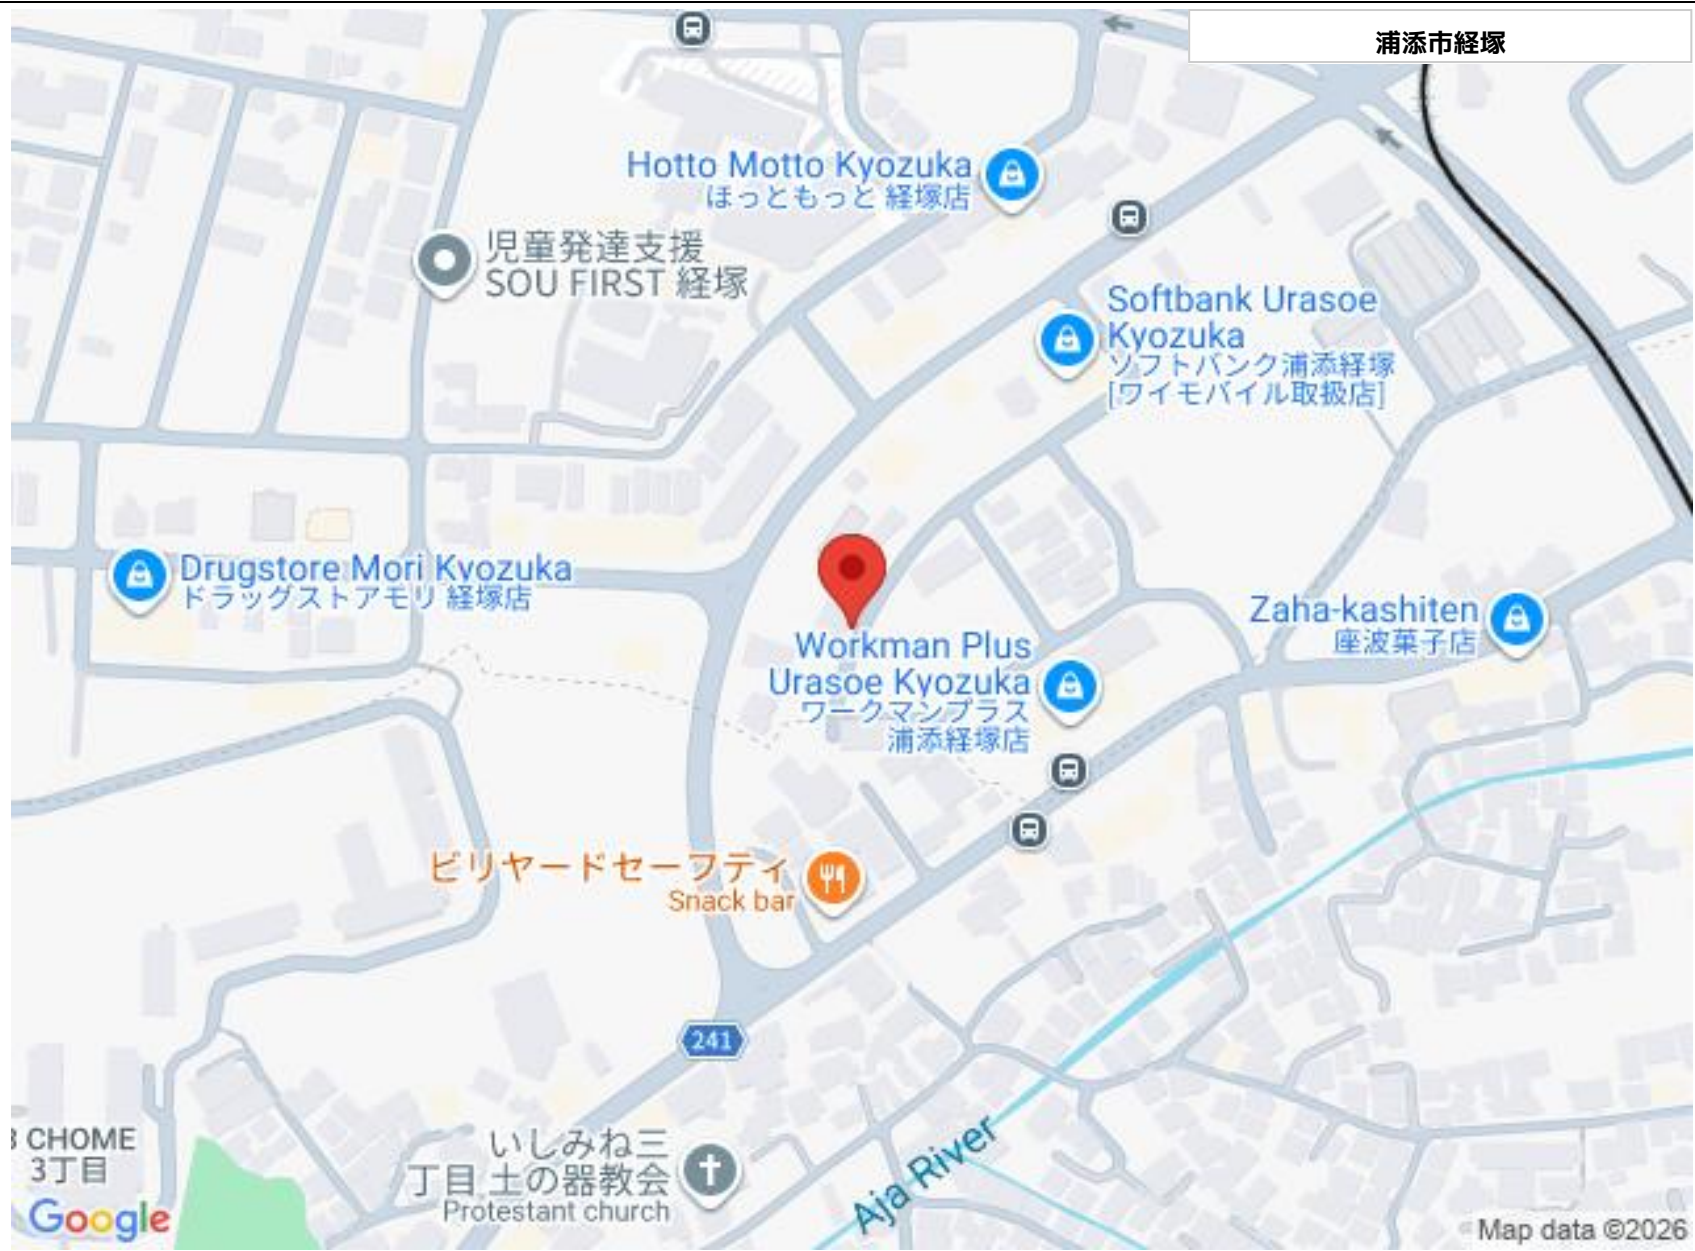 浦添市経塚
Hotto Motto Kyozuka
ほっともっと 経塚店
児童発達支援
SOU FIRST 経塚
Softbank Urasoe
Kyozuka
ソフトバンク浦添経塚
[ワイモバイル取扱店]
Drugstore Mori Kyozuka
ドラッグストアモリ 経塚店
Zaha-kashiten
座波菓子店
Workman Plus
Urasoe Kyozuka
ワークマンプラス
浦添経塚店
ビリヤードセーフティ
Snack bar
241
3 CHOME
3丁目
いしみね三
丁目 土の器教会
Protestant church
Aja River
Google
Map data ©2026